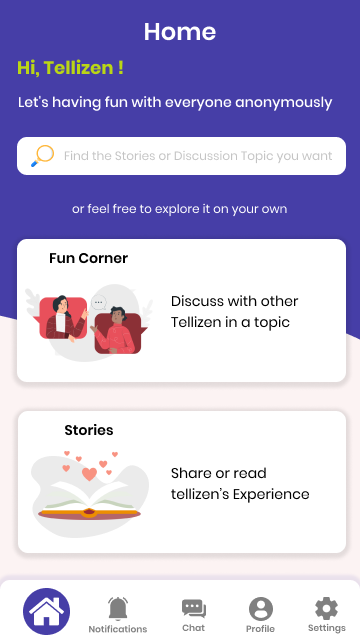 Home
Hi, Tellizen !
Let's having fun with everyone anonymously
Find the Stories or Discussion Topic you want
or feel free to explore it on your own
Fun Corner
Discuss with other
Tellizen in a topic
Stories
Share or read
tellizen's Experience
Notifications
Chat
Profile
Settings